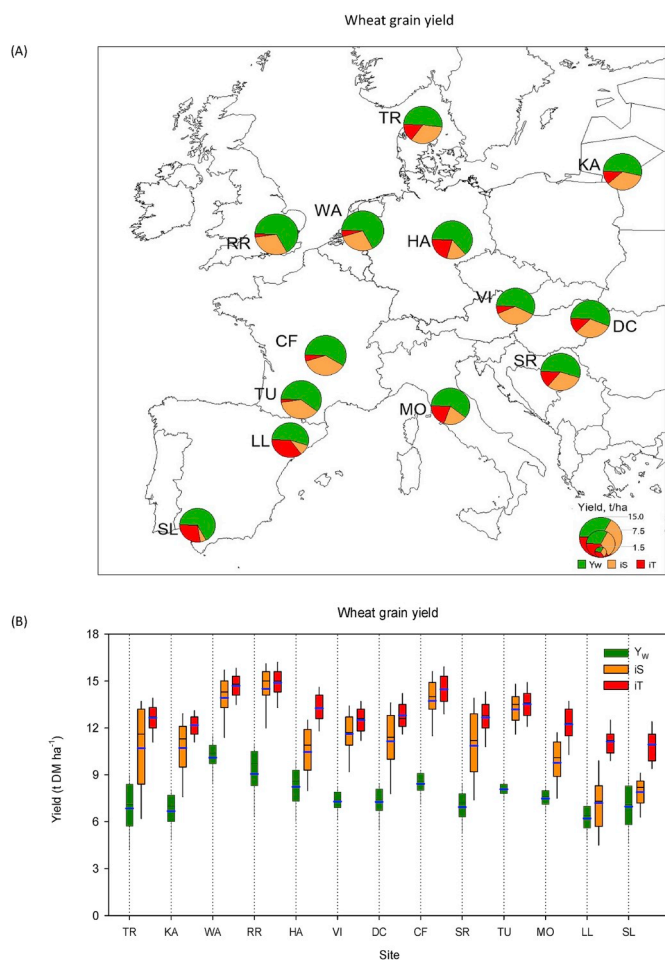 Wheat grain yield
(A)
TR
KA
WA
RR
HA
VI
DC
CF
SR
TU
MO
LL
SL
Yield, t/ha
15.0
7.5
1.5
Yw iS iT
(B)
Wheat grain yield
18
15
12
9
6
3
0
Yield (t DM ha⁻¹)
Yw
iS
iT
TR KA WA RR HA VI DC CF SR TU MO LL SL
Site